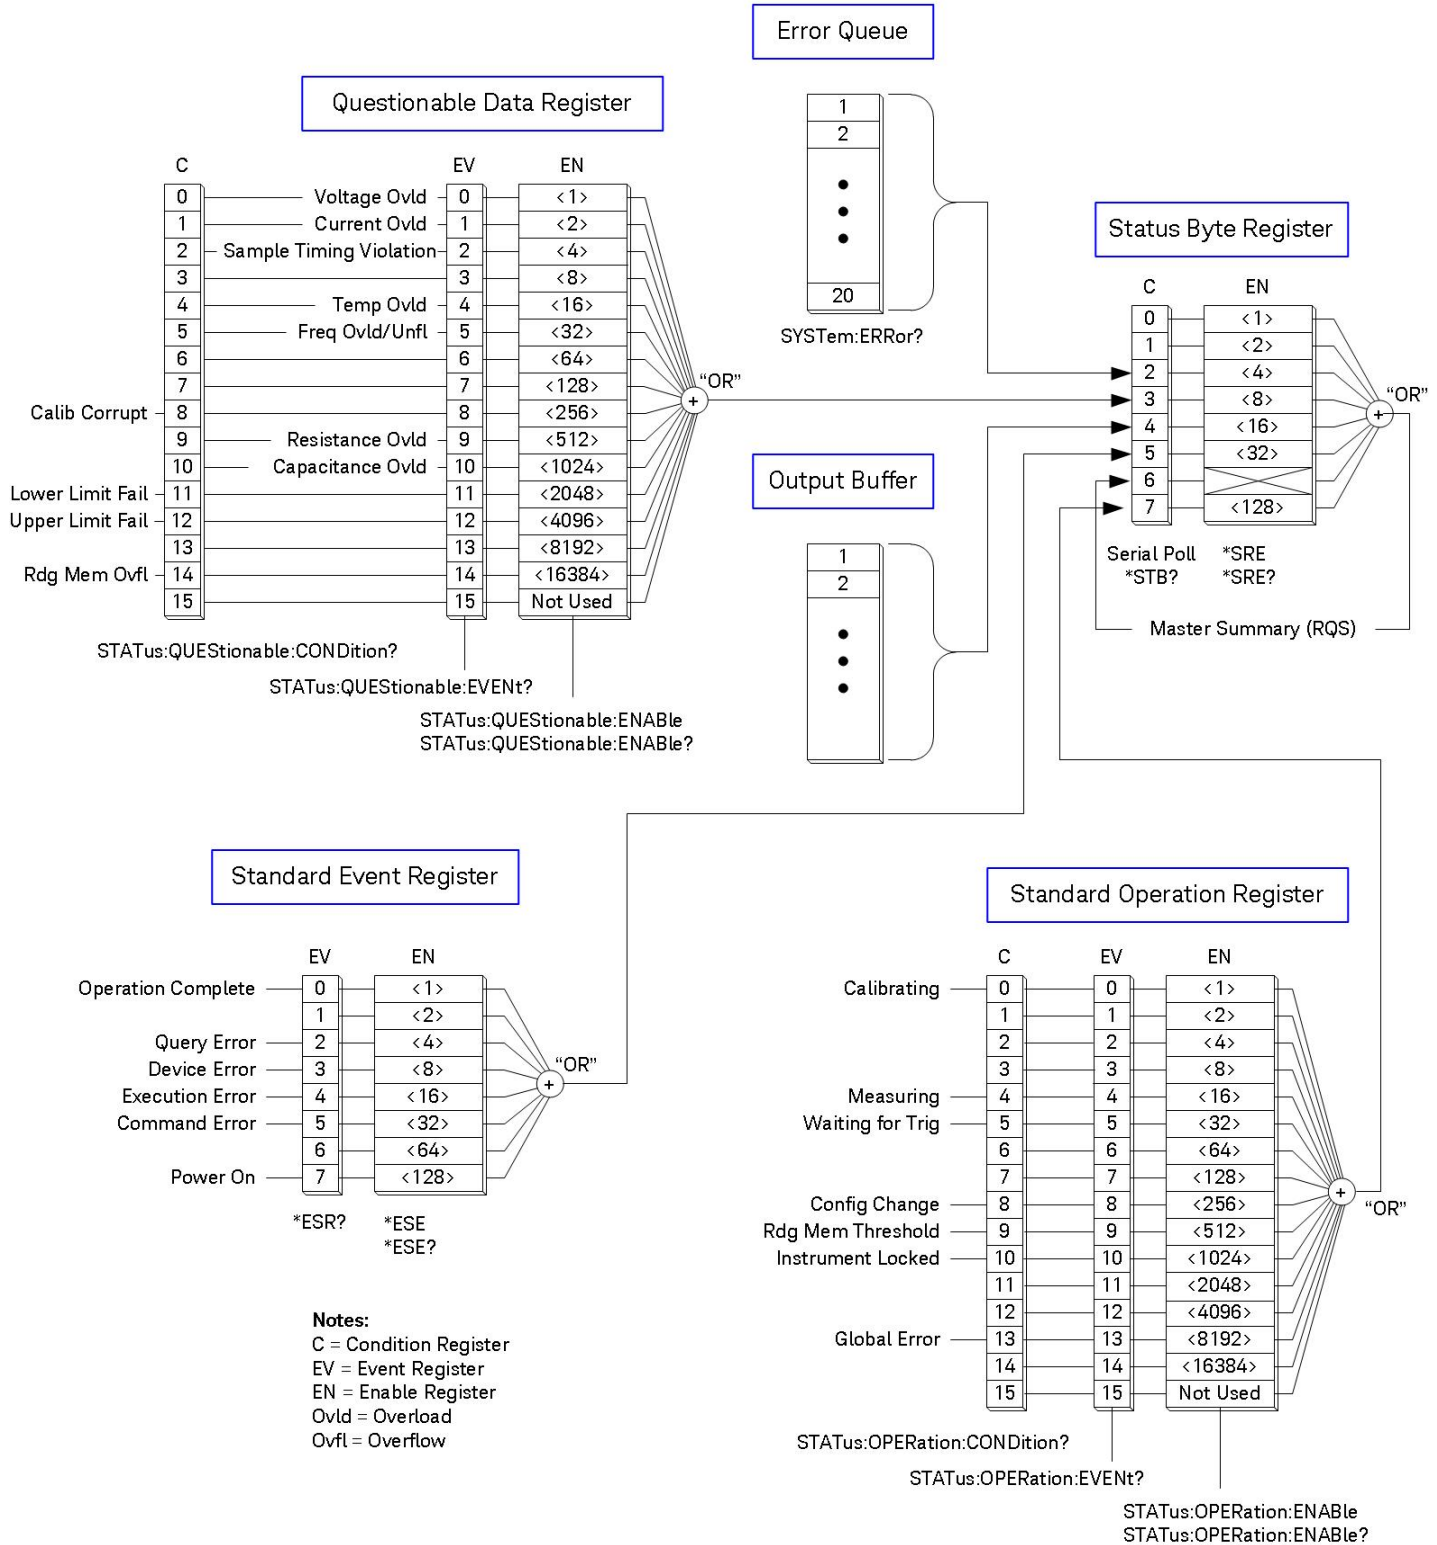 Error Queue
1
2
20
SYSTem:ERRor?
Questionable Data Register
C EV EN
0 Voltage Ovld 0 <1>
1 Current Ovld 1 <2>
2 Sample Timing Violation 2 <4>
3 3 <8>
4 Temp Ovld 4 <16>
5 Freq Ovld/Unfl 5 <32>
6 6 <64>
7 7 <128>
Calib Corrupt 8 8 <256>
9 Resistance Ovld 9 <512>
10 Capacitance Ovld 10 <1024>
Lower Limit Fail 11 11 <2048>
Upper Limit Fail 12 12 <4096>
13 13 <8192>
Rdg Mem Ovfl 14 14 <16384>
15 15 Not Used
"OR"
+
STATus:QUEStionable:CONDition?
STATus:QUEStionable:EVENt?
STATus:QUEStionable:ENABle
STATus:QUEStionable:ENABle?
Status Byte Register
C EN
0 <1>
1 <2>
2 <4>
3 <8>
4 <16>
5 <32>
6
7 <128>
"OR"
+
Serial Poll *SRE
*STB? *SRE?
Master Summary (RQS)
Output Buffer
1
2
Standard Event Register
EV EN
Operation Complete 0 <1>
1 <2>
Query Error 2 <4>
Device Error 3 <8>
Execution Error 4 <16>
Command Error 5 <32>
6 <64>
Power On 7 <128>
"OR"
+
*ESR? *ESE
*ESE?
Standard Operation Register
C EV EN
Calibrating 0 0 <1>
1 1 <2>
2 2 <4>
3 3 <8>
Measuring 4 4 <16>
Waiting for Trig 5 5 <32>
6 6 <64>
7 7 <128>
Config Change 8 8 <256>
Rdg Mem Threshold 9 9 <512>
Instrument Locked 10 10 <1024>
11 11 <2048>
12 12 <4096>
Global Error 13 13 <8192>
14 14 <16384>
15 15 Not Used
+
"OR"
STATus:OPERation:CONDition?
STATus:OPERation:EVENt?
STATus:OPERation:ENABle
STATus:OPERation:ENABle?
Notes:
C = Condition Register
EV = Event Register
EN = Enable Register
Ovld = Overload
Ovfl = Overflow